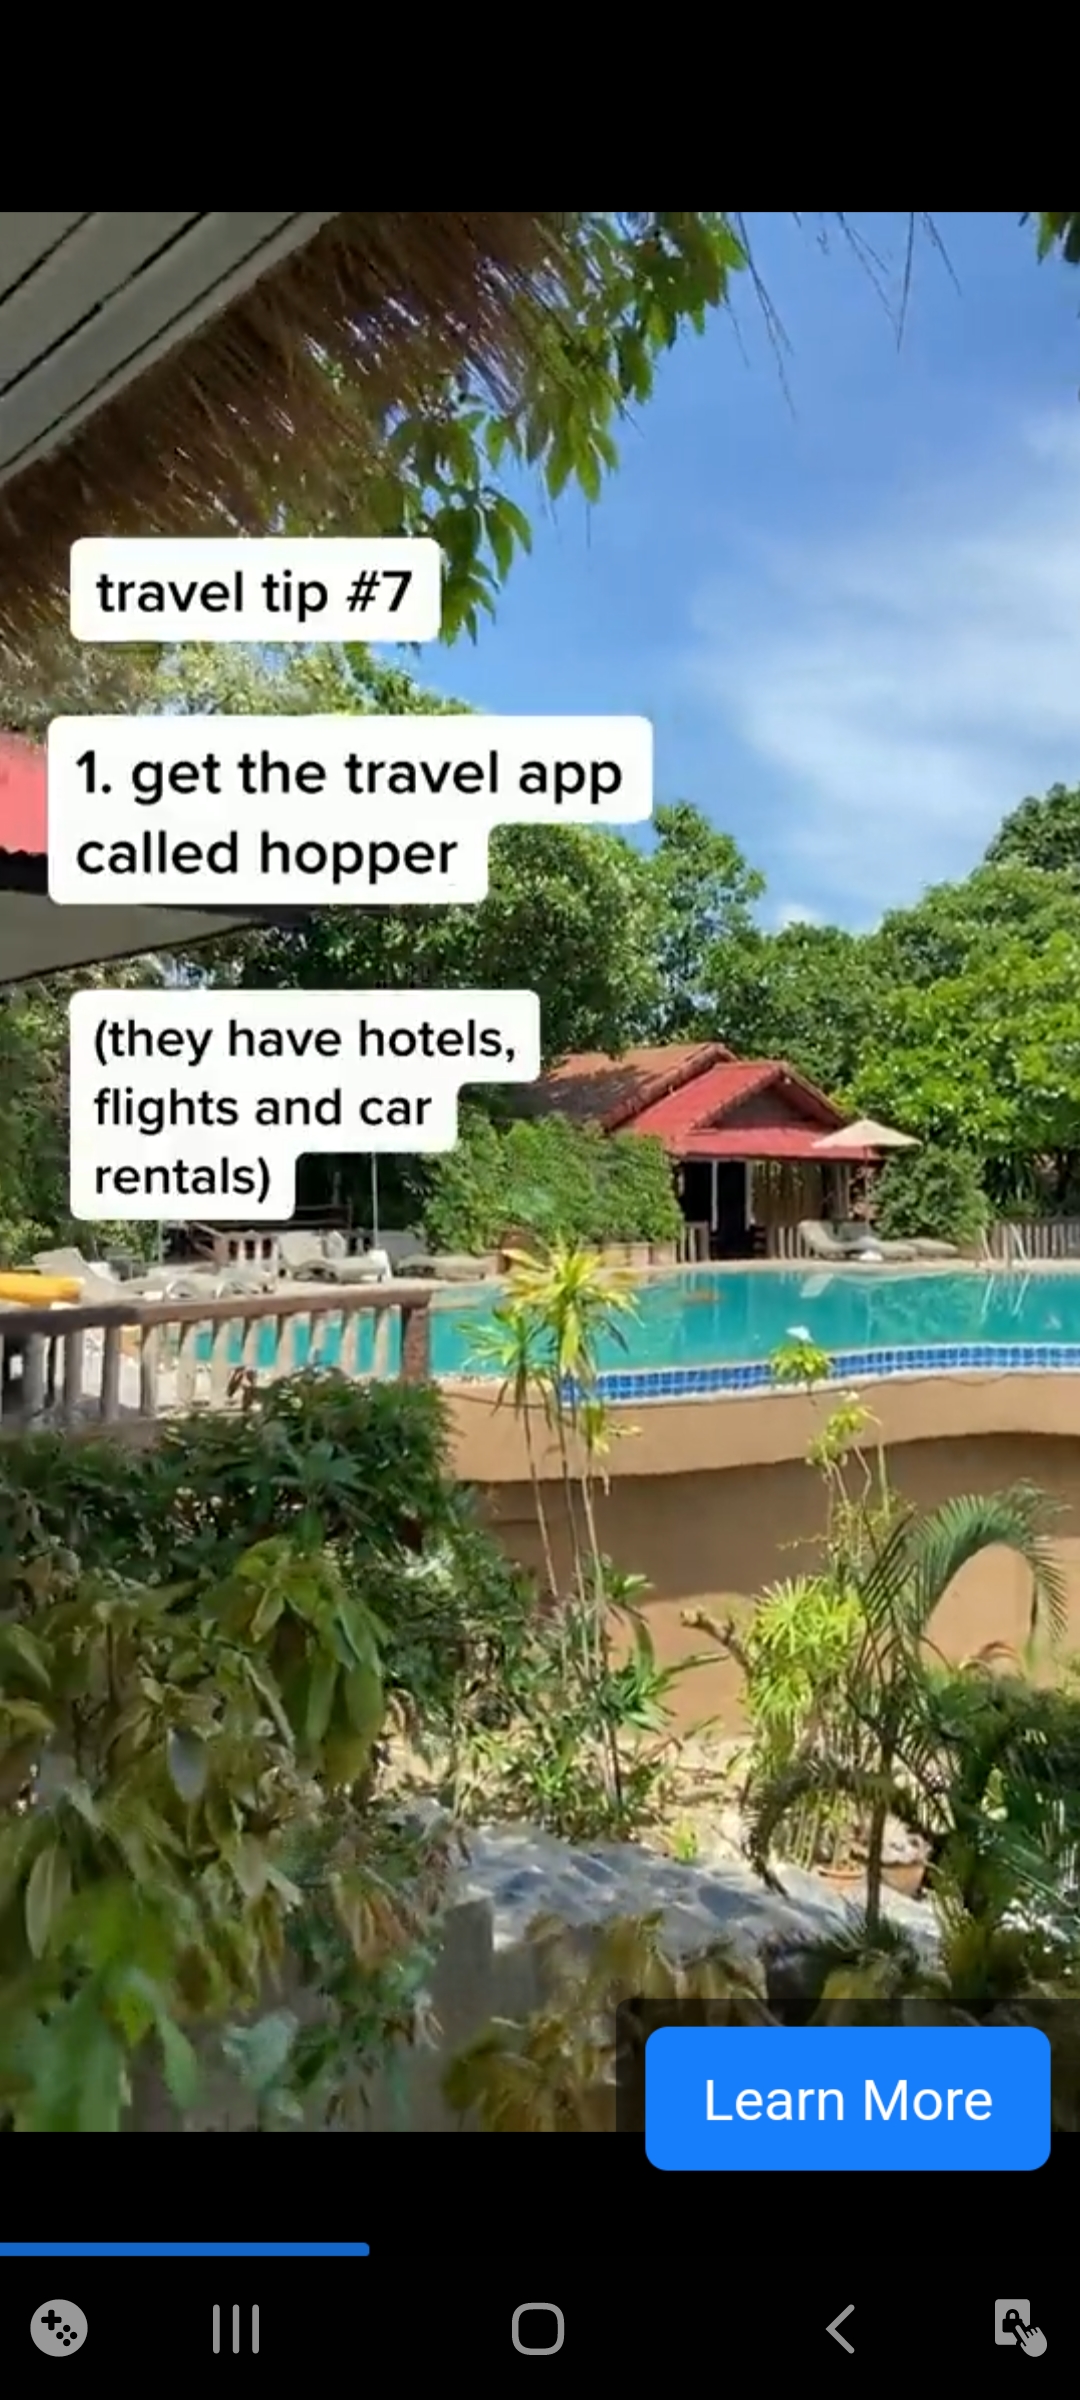 travel tip #7
1. get the travel app
called hopper
(they have hotels,
flights and car
rentals)
Learn More